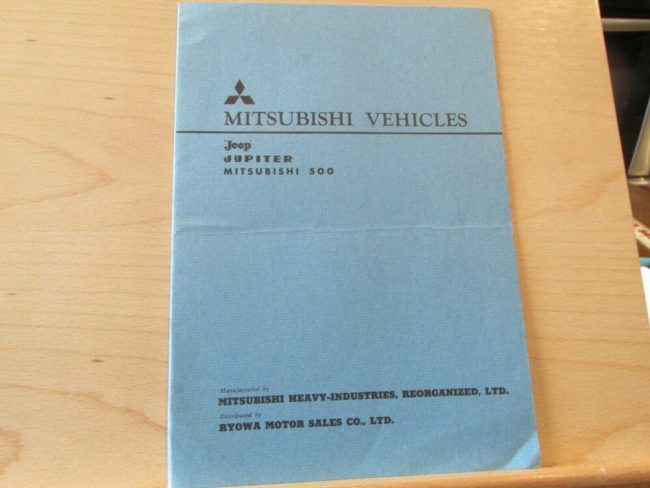 MITSUBISHI VEHICLES
Jeep
JUPITER
MITSUBISHI 500
Manufactured by
MITSUBISHI HEAVY-INDUSTRIES, REORGANIZED, LTD.
Distributed by
RYOWA MOTOR SALES CO., LTD.